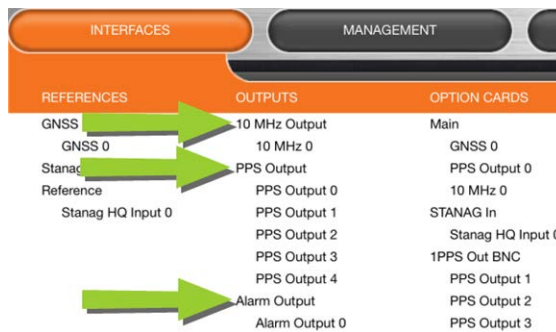 INTERFACES
MANAGEMENT
REFERENCES
GNSS
GNSS 0
Stanag
Reference
Stanag HQ Input 0
OUTPUTS
10 MHz Output
10 MHz 0
PPS Output
PPS Output 0
PPS Output 1
PPS Output 2
PPS Output 3
PPS Output 4
Alarm Output
Alarm Output 0
OPTION CARDS
Main
GNSS 0
PPS Output 0
10 MHz 0
STANAG In
Stanag HQ Input 0
1PPS Out BNC
PPS Output 1
PPS Output 2
PPS Output 3